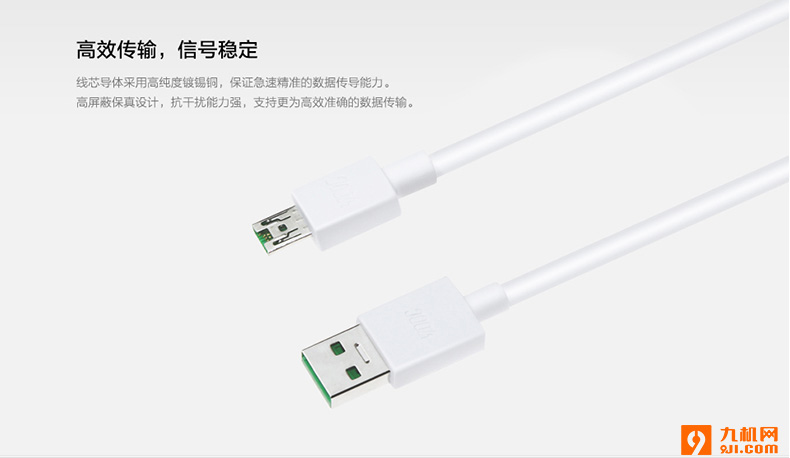 高效传输，信号稳定
线芯导体采用高纯度镀锡铜，保证急速精准的数据传导能力。
高屏蔽保真设计，抗干扰能力强，支持更为高效准确的数据传输。
九机网
9JI.com